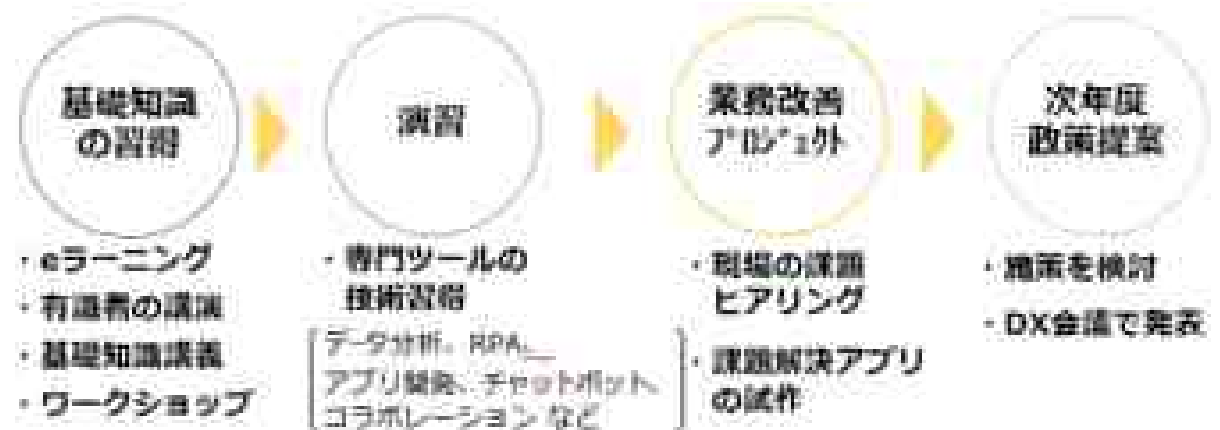 基礎知識
の習得
・eラーニング
・有識者の講演
・基礎知識講義
・ワークショップ
演習
・専門ツールの
技術習得
データ分析、RPA、
アプリ開発、チャットボット、
コラボレーション など
業務改善
ﾌﾟﾛｼﾞｪｸﾄ
・現場の課題
ヒアリング
・課題解決アプリ
の試作
次年度
政策提案
・施策を検討
・DX会議で発表